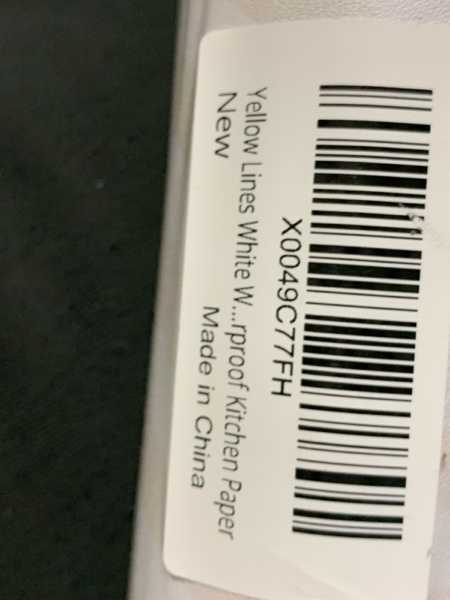 X0049C77FH
Yellow Lines White W...rproof Kitchen Paper
New
Made in China